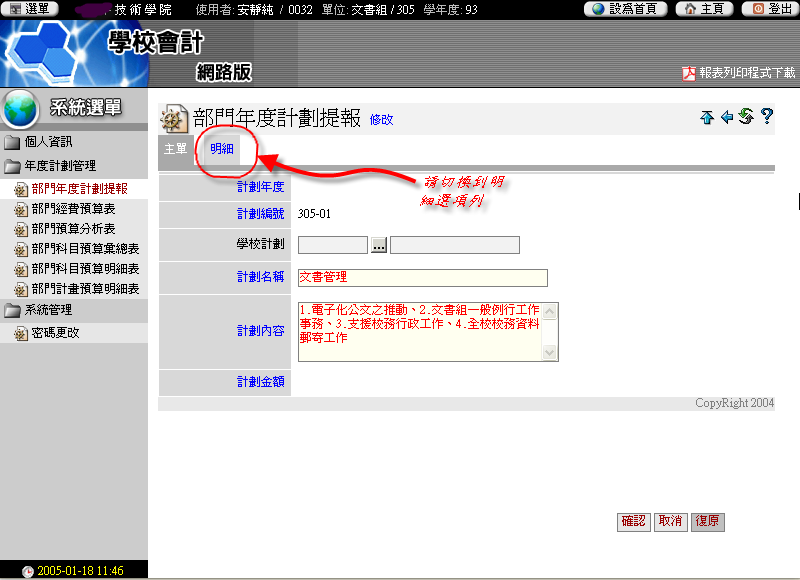 選單 技術學院 使用者: 安靜純 / 0032 單位: 文書組 / 305 學年度: 93 設為首頁 主頁 登出
學校會計
網路版
報表列印程式下載
系統選單
個人資訊
年度計劃管理
部門年度計劃提報
部門經費預算表
部門預算分析表
部門科目預算彙總表
部門科目預算明細表
部門計畫預算明細表
系統管理
密碼更改
2005-01-18 11:46
部門年度計劃提報 修改
主單 明細
請切換到明
細選項列
計劃年度
計劃編號 305-01
學校計劃 ...
計劃名稱 文書管理
計劃內容
1.電子化公文之推動、2.文書組一般例行工作
事務、3.支援校務行政工作、4.全校校務資料
郵寄工作
計劃金額
CopyRight 2004
確認 取消 復原